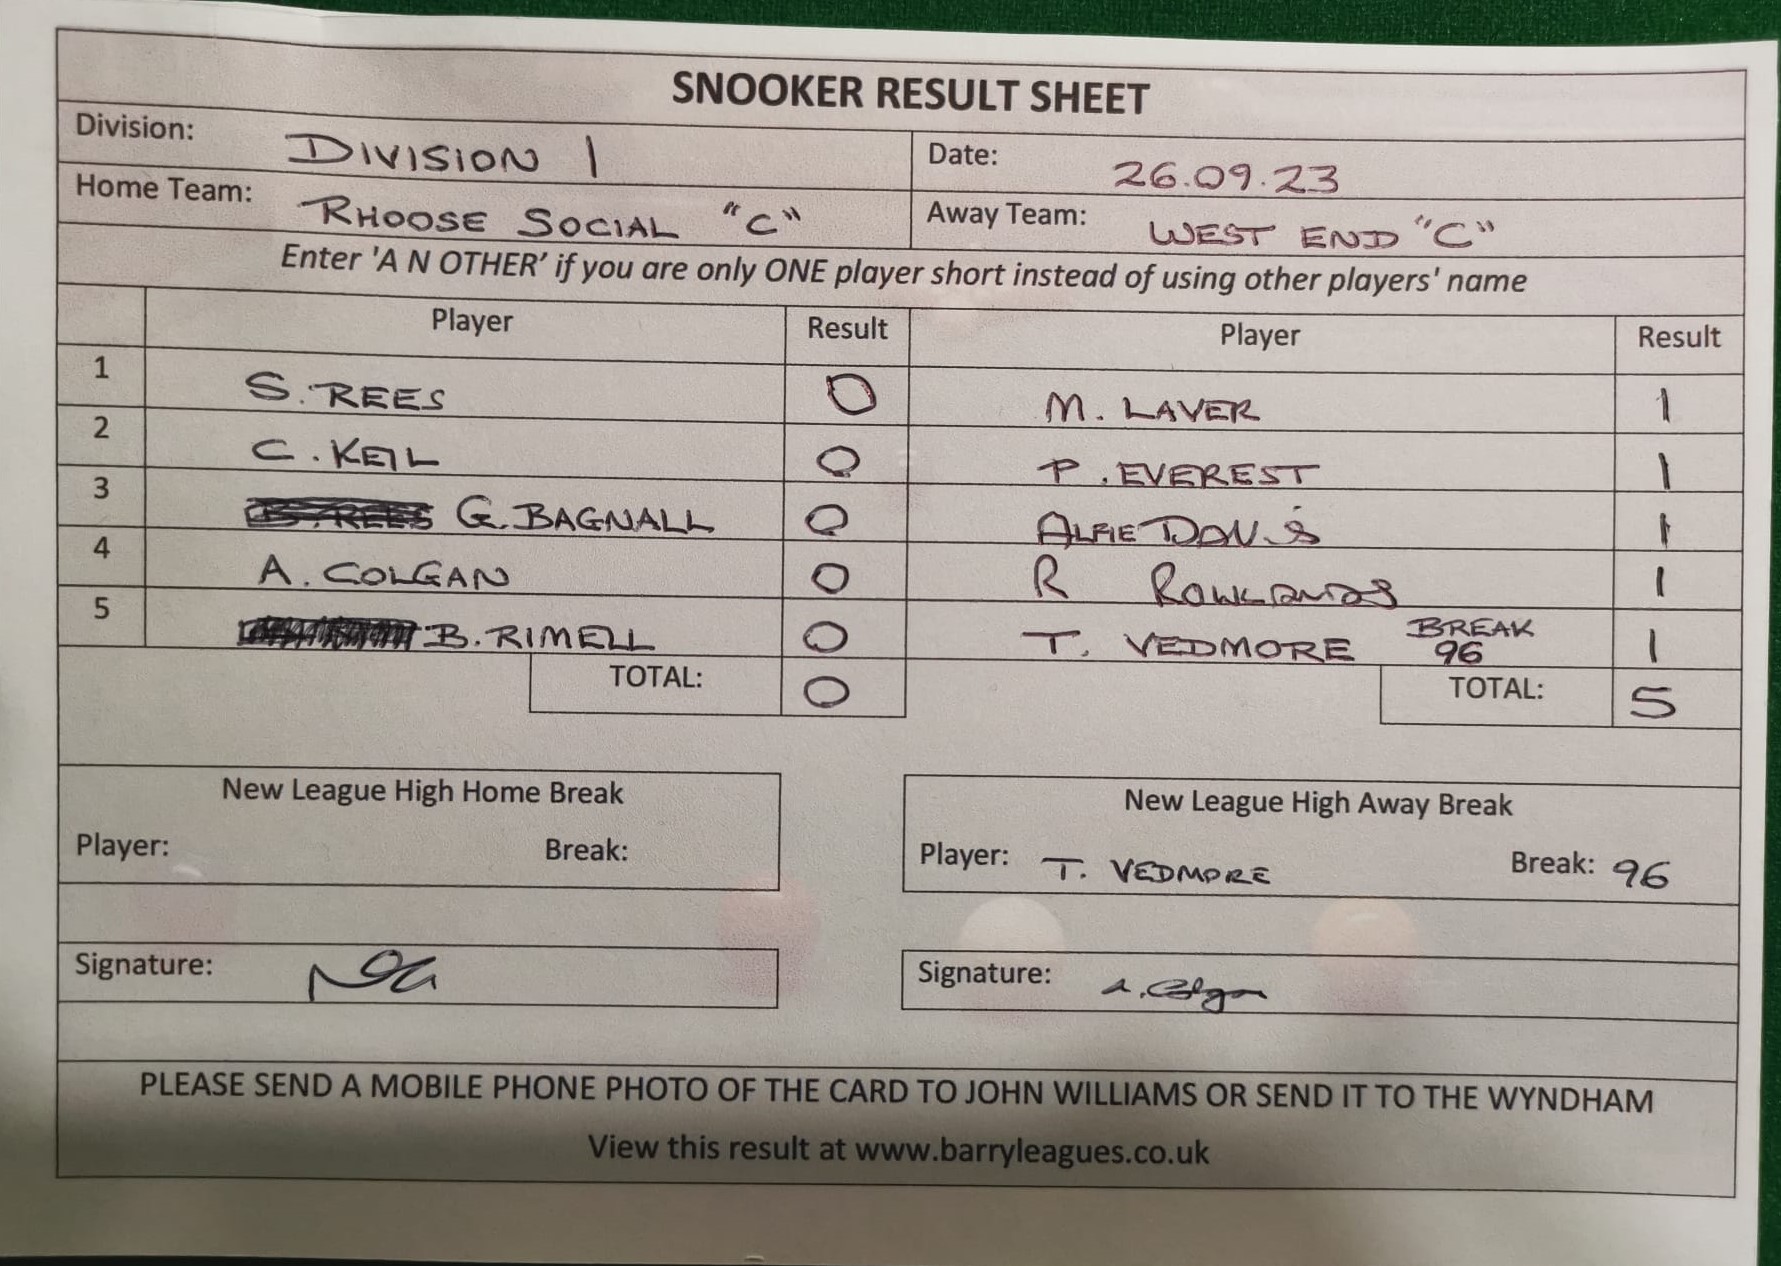 SNOOKER RESULT SHEET
Division: DIVISION 1 Date: 26.09.23
Home Team: RHOOSE SOCIAL "C" Away Team: WEST END "C"
Enter 'A N OTHER' if you are only ONE player short instead of using other players' name
Player Result Player Result
1 S. REES 0 M. LAVER 1
2 C. KEIL 0 P. EVEREST 1
3 G. BAGNALL 0 ALFIE DAVIS 1
4 A. COLGAN 0 R ROWLANDS 1
5 B. RIMELL 0 T. VEDMORE BREAK 96 1
TOTAL: 0 TOTAL: 5
New League High Home Break New League High Away Break
Player: Break: Player: T. VEDMORE Break: 96
Signature: Signature: A. Colgan
PLEASE SEND A MOBILE PHONE PHOTO OF THE CARD TO JOHN WILLIAMS OR SEND IT TO THE WYNDHAM
View this result at www.barryleagues.co.uk